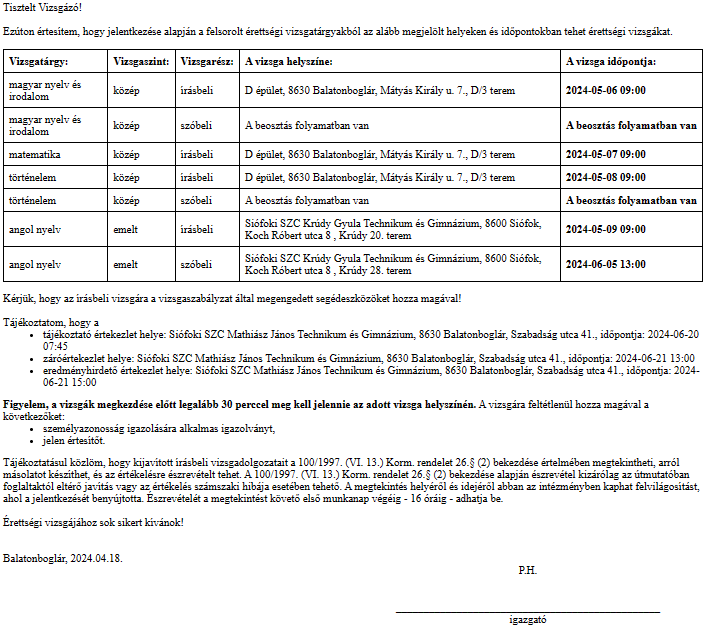 Tisztelt Vizsgázó!
Ezúton értesítem, hogy jelentkezése alapján a felsorolt érettségi vizsgatárgyakból az alább megjelölt helyeken és időpontokban tehet érettségi vizsgákat.
Vizsgatárgy: Vizsgaszint: Vizsgarész: A vizsga helyszíne: A vizsga időpontja:
magyar nyelv és
irodalom közép írásbeli D épület, 8630 Balatonboglár, Mátyás Király u. 7., D/3 terem 2024-05-06 09:00
magyar nyelv és
irodalom közép szóbeli A beosztás folyamatban van A beosztás folyamatban van
matematika közép írásbeli D épület, 8630 Balatonboglár, Mátyás Király u. 7., D/3 terem 2024-05-07 09:00
történelem közép írásbeli D épület, 8630 Balatonboglár, Mátyás Király u. 7., D/3 terem 2024-05-08 09:00
történelem közép szóbeli A beosztás folyamatban van A beosztás folyamatban van
angol nyelv emelt írásbeli Siófoki SZC Krúdy Gyula Technikum és Gimnázium, 8600 Siófok,
Koch Róbert utca 8 , Krúdy 20. terem 2024-05-09 09:00
angol nyelv emelt szóbeli Siófoki SZC Krúdy Gyula Technikum és Gimnázium, 8600 Siófok,
Koch Róbert utca 8 , Krúdy 28. terem 2024-06-05 13:00
Kérjük, hogy az írásbeli vizsgára a vizsgaszabályzat által megengedett segédeszközöket hozza magával!
Tájékoztatom, hogy a
• tájékoztató értekezlet helye: Siófoki SZC Mathiász János Technikum és Gimnázium, 8630 Balatonboglár, Szabadság utca 41., időpontja: 2024-06-20
07:45
• záróértekezlet helye: Siófoki SZC Mathiász János Technikum és Gimnázium, 8630 Balatonboglár, Szabadság utca 41., időpontja: 2024-06-21 13:00
• eredményhirdető értekezlet helye: Siófoki SZC Mathiász János Technikum és Gimnázium, 8630 Balatonboglár, Szabadság utca 41., időpontja: 2024-
06-21 15:00
Figyelem, a vizsgák megkezdése előtt legalább 30 perccel meg kell jelennie az adott vizsga helyszínén. A vizsgára feltétlenül hozza magával a
következőket:
• személyazonosság igazolására alkalmas igazolványt,
• jelen értesítőt.
Tájékoztatásul közlöm, hogy kijavított írásbeli vizsgadolgozatait a 100/1997. (VI. 13.) Korm. rendelet 26.§ (2) bekezdése értelmében megtekintheti, arról
másolatot készíthet, és az értékelésre észrevételt tehet. A 100/1997. (VI. 13.) Korm. rendelet 26.§ (2) bekezdése alapján észrevétel kizárólag az útmutatóban
foglaltaktól eltérő javítás vagy az értékelés számszaki hibája esetében tehető. A megtekintés helyéről és idejéről abban az intézményben kaphat felvilágosítást,
ahol a jelentkezését benyújtotta. Észrevételét a megtekintést követő első munkanap végéig - 16 óráig - adhatja be.
Érettségi vizsgájához sok sikert kívánok!
Balatonboglár, 2024.04.18.
P.H.
igazgató